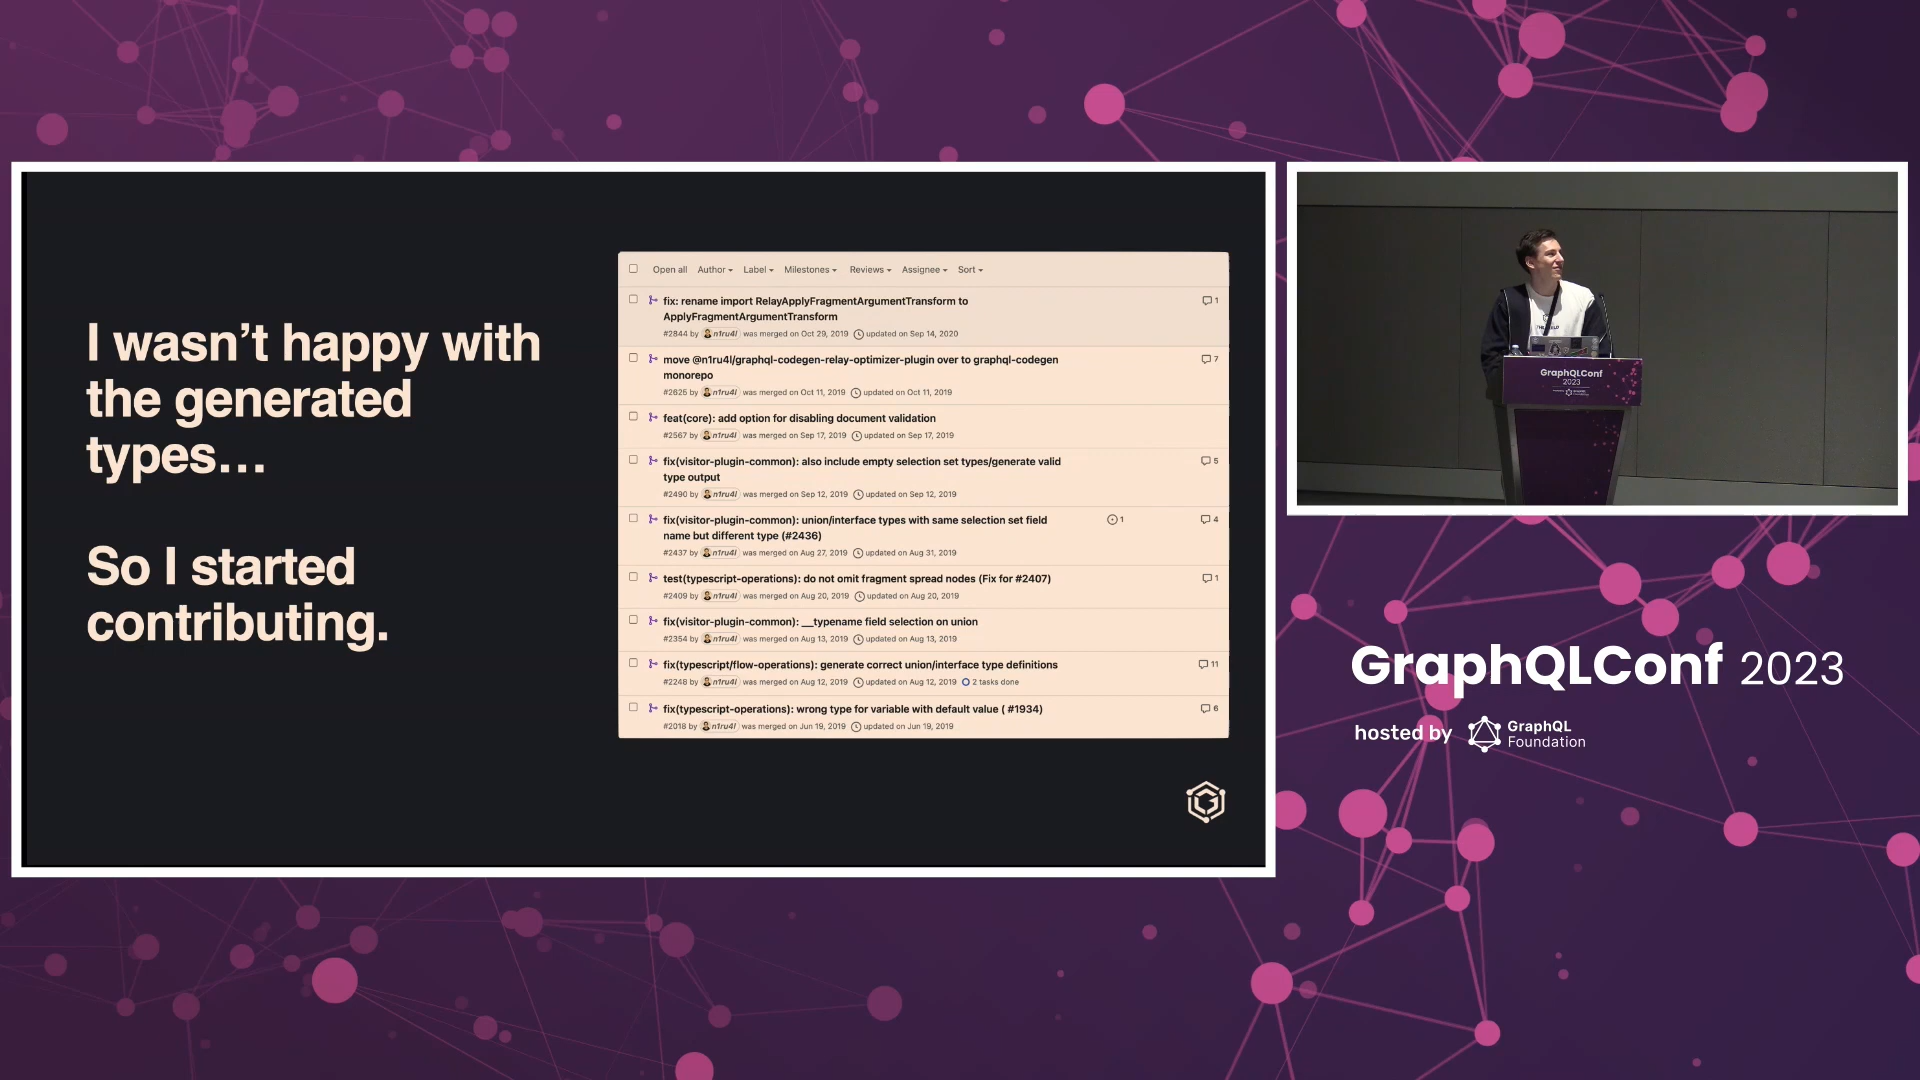 I wasn't happy with
the generated
types...
So I started
contributing.
Open all Author Label Milestones Reviews Assignee Sort
fix: rename import RelayApplyFragmentArgumentTransform to
ApplyFragmentArgumentTransform
1
#2844 by n1ru4l was merged on Oct 29, 2019 updated on Sep 14, 2020
move @n1ru4l/graphql-codegen-relay-optimizer-plugin over to graphql-codegen
monorepo
7
#2625 by n1ru4l was merged on Oct 11, 2019 updated on Oct 11, 2019
feat(core): add option for disabling document validation
#2567 by n1ru4l was merged on Sep 17, 2019 updated on Sep 17, 2019
fix(visitor-plugin-common): also include empty selection set types/generate valid
type output
5
#2490 by n1ru4l was merged on Sep 12, 2019 updated on Sep 12, 2019
fix(visitor-plugin-common): union/interface types with same selection set field
name but different type (#2436)
1 4
#2437 by n1ru4l was merged on Aug 27, 2019 updated on Aug 31, 2019
test(typescript-operations): do not omit fragment spread nodes (Fix for #2407)
1
#2409 by n1ru4l was merged on Aug 20, 2019 updated on Aug 20, 2019
fix(visitor-plugin-common): __typename field selection on union
#2354 by n1ru4l was merged on Aug 13, 2019 updated on Aug 13, 2019
fix(typescript/flow-operations): generate correct union/interface type definitions
11
#2248 by n1ru4l was merged on Aug 12, 2019 updated on Aug 12, 2019 2 tasks done
fix(typescript-operations): wrong type for variable with default value ( #1934)
6
#2018 by n1ru4l was merged on Jun 19, 2019 updated on Jun 19, 2019
GraphQLConf
2023
GraphQLConf 2023
hosted by GraphQL
Foundation